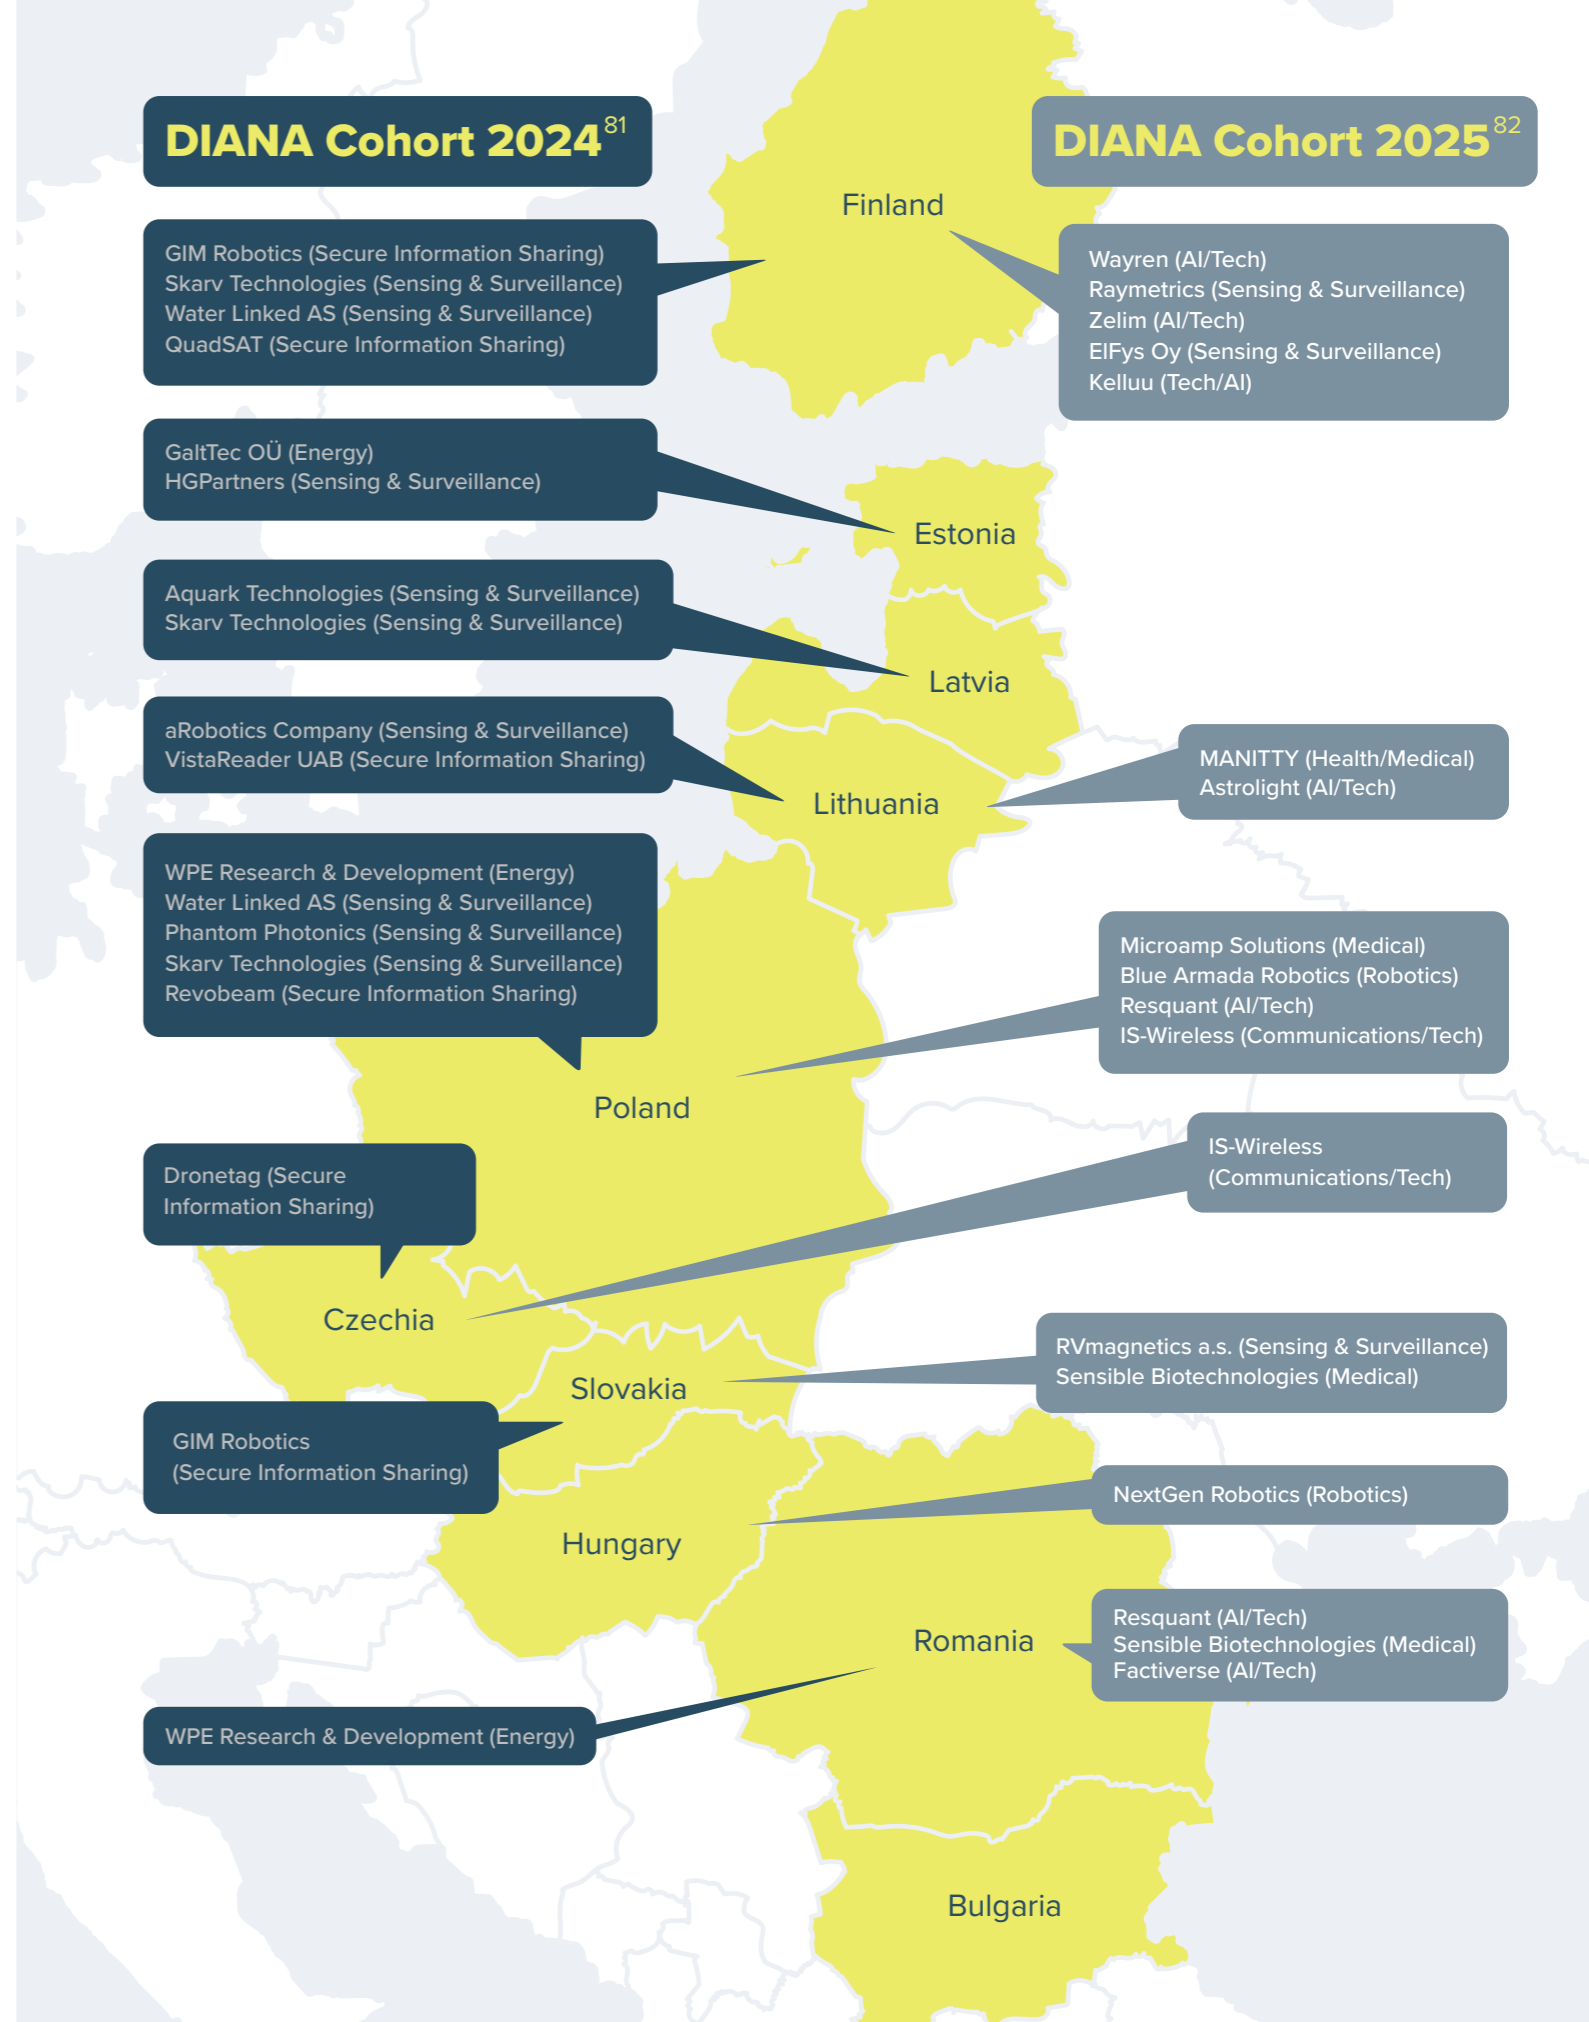 DIANA Cohort 2024 81
DIANA Cohort 2025 82
Finland
GIM Robotics (Secure Information Sharing)
Skarv Technologies (Sensing & Surveillance)
Water Linked AS (Sensing & Surveillance)
QuadSAT (Secure Information Sharing)
Wayren (AI/Tech)
Raymetrics (Sensing & Surveillance)
Zelim (AI/Tech)
ElFys Oy (Sensing & Surveillance)
Kelluu (Tech/AI)
GaltTec OÜ (Energy)
HGPartners (Sensing & Surveillance)
Estonia
Aquark Technologies (Sensing & Surveillance)
Skarv Technologies (Sensing & Surveillance)
Latvia
aRobotics Company (Sensing & Surveillance)
VistaReader UAB (Secure Information Sharing)
Lithuania
MANITTY (Health/Medical)
Astrolight (AI/Tech)
WPE Research & Development (Energy)
Water Linked AS (Sensing & Surveillance)
Phantom Photonics (Sensing & Surveillance)
Skarv Technologies (Sensing & Surveillance)
Revobeam (Secure Information Sharing)
Microamp Solutions (Medical)
Blue Armada Robotics (Robotics)
Resquant (AI/Tech)
IS-Wireless (Communications/Tech)
Poland
Dronetag (Secure
Information Sharing)
IS-Wireless
(Communications/Tech)
Czechia
RVmagnetics a.s. (Sensing & Surveillance)
Sensible Biotechnologies (Medical)
Slovakia
GIM Robotics
(Secure Information Sharing)
NextGen Robotics (Robotics)
Hungary
Resquant (AI/Tech)
Sensible Biotechnologies (Medical)
Factiverse (AI/Tech)
Romania
WPE Research & Development (Energy)
Bulgaria